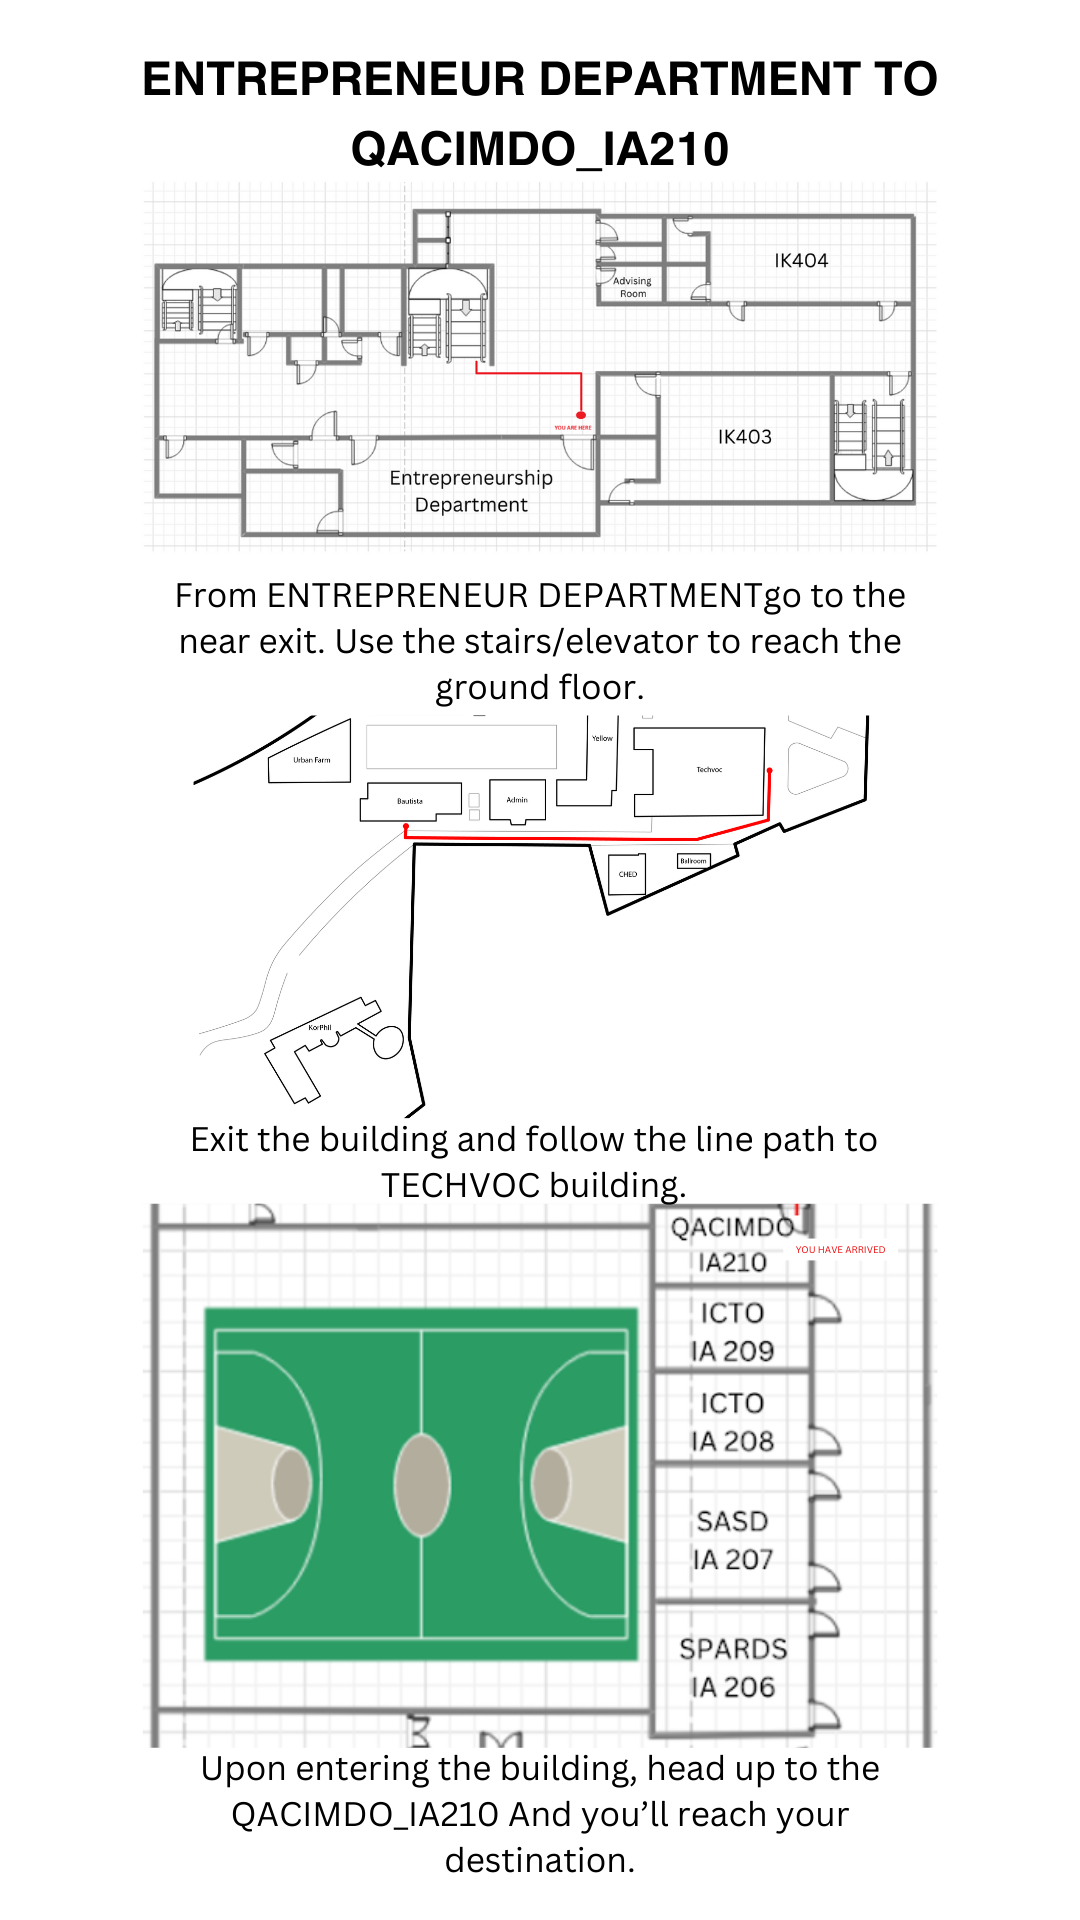 ENTREPRENEUR DEPARTMENT TO
QACIMDO_IA210
IK404
Advising
Room
IK403
YOU ARE HERE
Entrepreneurship
Department
From ENTREPRENEUR DEPARTMENTgo to the
near exit. Use the stairs/elevator to reach the
ground floor.
Urban Farm
Yellow
Techvoc
Bautista
Admin
CHED
Ballroom
KorPhil
Exit the building and follow the line path to
TECHVOC building.
QACIMDO
IA210
YOU HAVE ARRIVED
ICTO
IA 209
ICTO
IA 208
SASD
IA 207
SPARDS
IA 206
Upon entering the building, head up to the
QACIMDO_IA210 And you’ll reach your
destination.